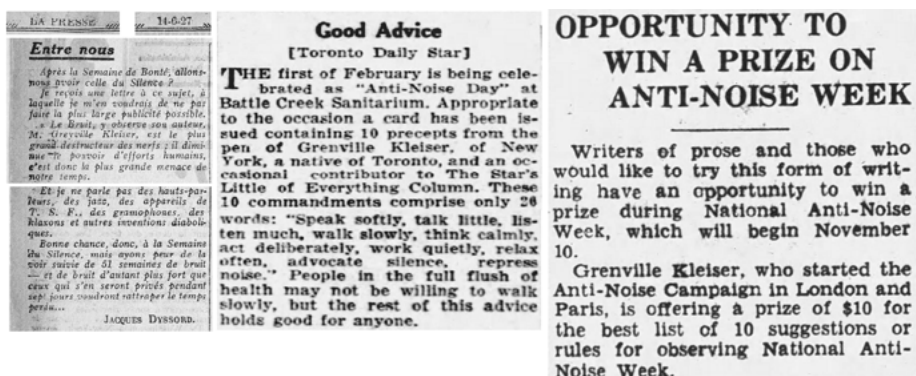 LA PRESSE 14-6-27
Entre nous
Après la Semaine de Bonté, allons-
nous avoir celle du Silence ?
Je reçois une lettre à ce sujet, à
laquelle je m'en voudrais de ne pas
faire la plus large publicité possible.
« Le Bruit, y observe son auteur,
M. Greyville Kleiser, est le plus
grand destructeur des nerfs ; il dimi-
nue le pouvoir d'efforts humains,
c'est donc la plus grande menace de
notre temps.
Et je ne parle pas des hauts-par-
leurs, des jazz, des appareils de
T. S. F., des gramophones, des
klaxons et autres inventions diaboli-
ques.
Bonne chance, donc, à la Semaine
du Silence, mais ayons peur de la
voir suivie de 51 semaines de bruit
— et de bruit d'autant plus fort que
ceux qui s'en seront privés pendant
sept jours voudront rattraper le temps
perdu...
JACQUES DYSSORD.
Good Advice
[Toronto Daily Star]
THE first of February is being cele-
brated as "Anti-Noise Day" at
Battle Creek Sanitarium. Appropriate
to the occasion a card has been is-
sued containing 10 precepts from the
pen of Grenville Kleiser, of New
York, a native of Toronto, and an oc-
casional contributor to The Star's
Little of Everything Column. These
10 commandments comprise only 26
words: "Speak softly, talk little, lis-
ten much, walk slowly, think calmly,
act deliberately, work quietly, relax
often, advocate silence, repress
noise." People in the full flush of
health may not be willing to walk
slowly, but the rest of this advice
holds good for anyone.
OPPORTUNITY TO
WIN A PRIZE ON
ANTI-NOISE WEEK
Writers of prose and those who
would like to try this form of writ-
ing have an opportunity to win a
prize during National Anti-Noise
Week, which will begin November
10.
Grenville Kleiser, who started the
Anti-Noise Campaign in London and
Paris, is offering a prize of $10 for
the best list of 10 suggestions or
rules for observing National Anti-
Noise Week.